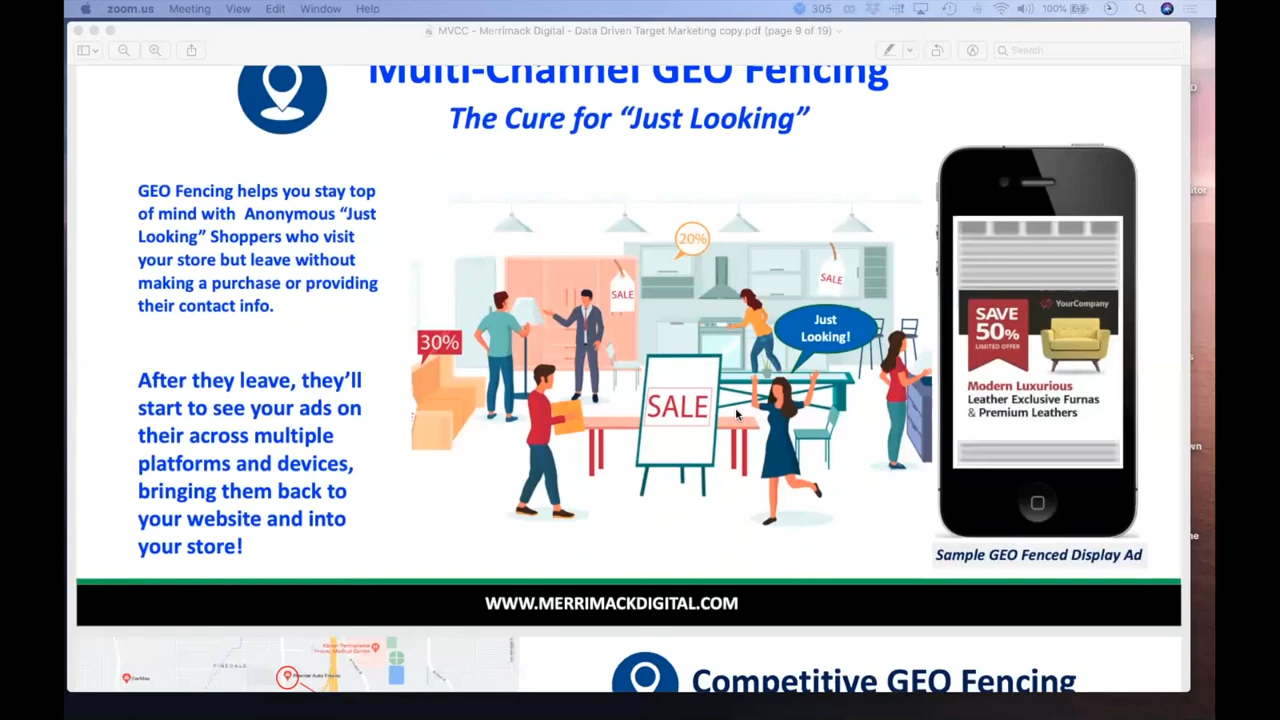 zoom.us Meeting View Edit Window Help
305 100%
MVCC - Merrimack Digital - Data Driven Target Marketing copy.pdf (page 9 of 19)
Search
Multi-Channel GEO Fencing
The Cure for “Just Looking”
GEO Fencing helps you stay top
of mind with Anonymous “Just
Looking” Shoppers who visit
your store but leave without
making a purchase or providing
their contact info.
After they leave, they’ll
start to see your ads on
their across multiple
platforms and devices,
bringing them back to
your website and into
your store!
20%
SALE
SALE
30%
Just
Looking!
SALE
YourCompany
SAVE
50%
LIMITED OFFER
Modern Luxurious
Leather Exclusive Furnas
& Premium Leathers
Sample GEO Fenced Display Ad
WWW.MERRIMACKDIGITAL.COM
PINEDALE
CarMax
Competitive GEO Fencing